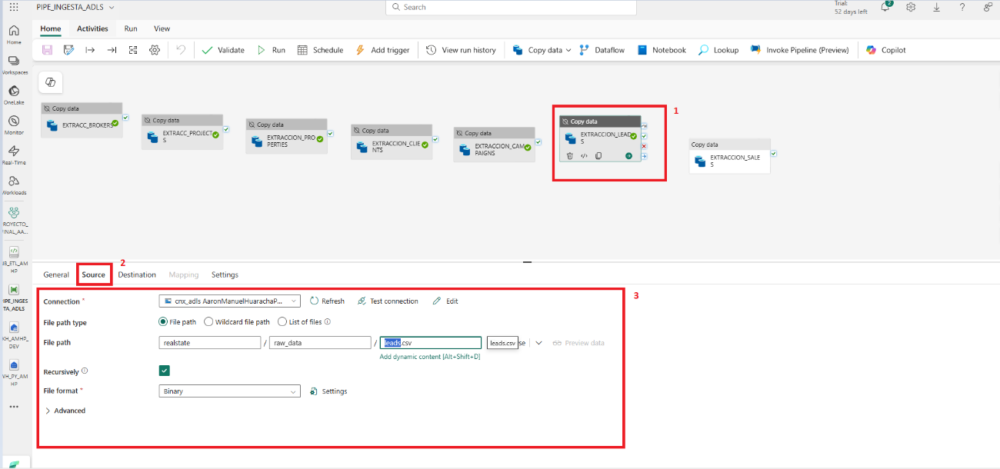 PIPE_INGESTA_ADLS
Search
Trial:
52 days left
2
Home Activities Run View
Validate Run Schedule Add trigger View run history Copy data Dataflow Notebook Lookup Invoke Pipeline (Preview) Copilot
Home
Workspaces
OneLake
Monitor
Real-Time
Workloads
ROYECTO_
FINAL_AA...
NB_ETL_AM
HP
PIPE_INGES
TA_ADLS
KH_AMHP_
DEV
WH_PY_AM
HP
Copy data
EXTRACC_BROKERS
Copy data
EXTRACC_PROJECT
S
Copy data
EXTRACCION_PRO
PERTIES
Copy data
EXTRACCION_CLIE
NTS
Copy data
EXTRACCION_CAM
PAIGNS
Copy data
EXTRACCION_LEAD
S
1
Copy data
EXTRACCION_SALE
S
2
General Source Destination Mapping Settings
3
Connection * cnx_adls AaronManuelHuarachaP... Refresh Test connection Edit
File path type File path Wildcard file path List of files
File path realstate / raw_data / leads.csv leads.csv se Preview data
Add dynamic content [Alt+Shift+D]
Recursively
File format * Binary Settings
Advanced